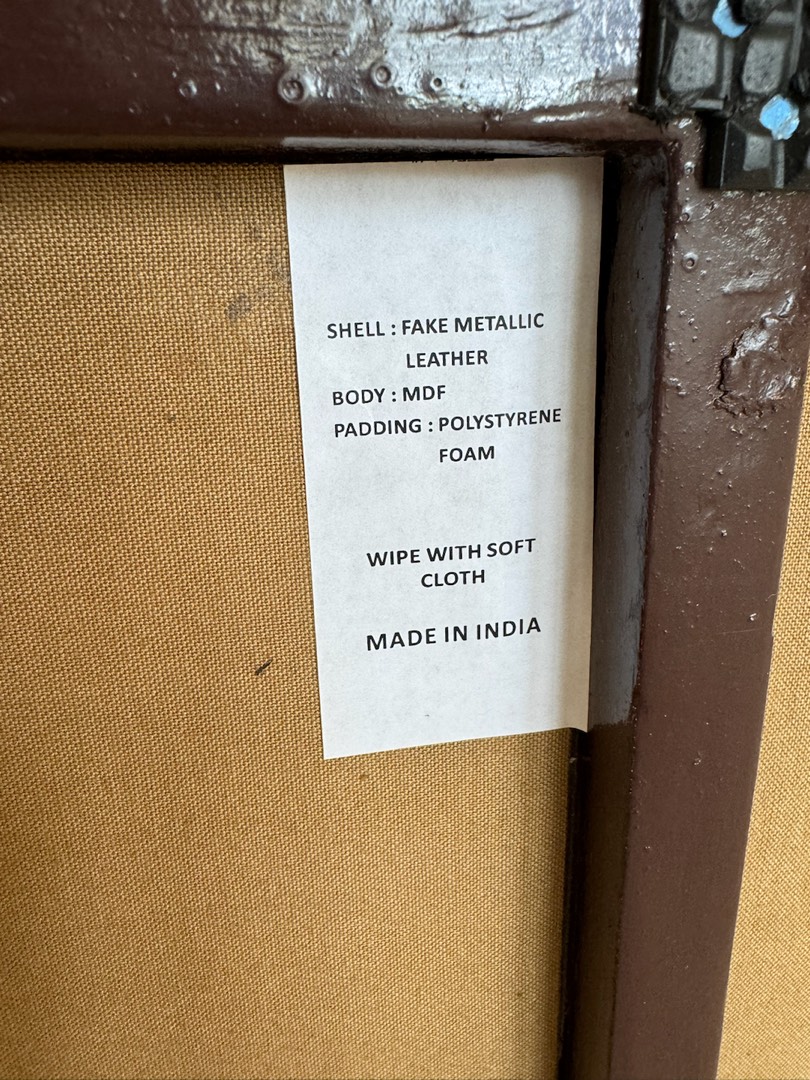 SHELL : FAKE METALLIC
LEATHER
BODY : MDF
PADDING : POLYSTYRENE
FOAM
WIPE WITH SOFT
CLOTH
MADE IN INDIA